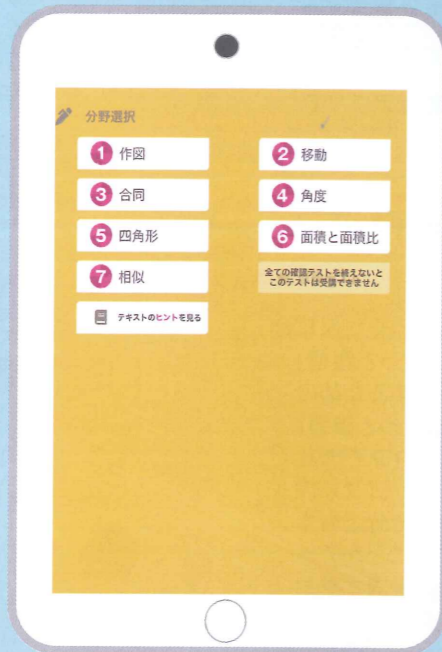 分野選択
1 作図
2 移動
3 合同
4 角度
5 四角形
6 面積と面積比
7 相似
全ての確認テストを終えないと
このテストは受講できません
テキストのヒントを見る